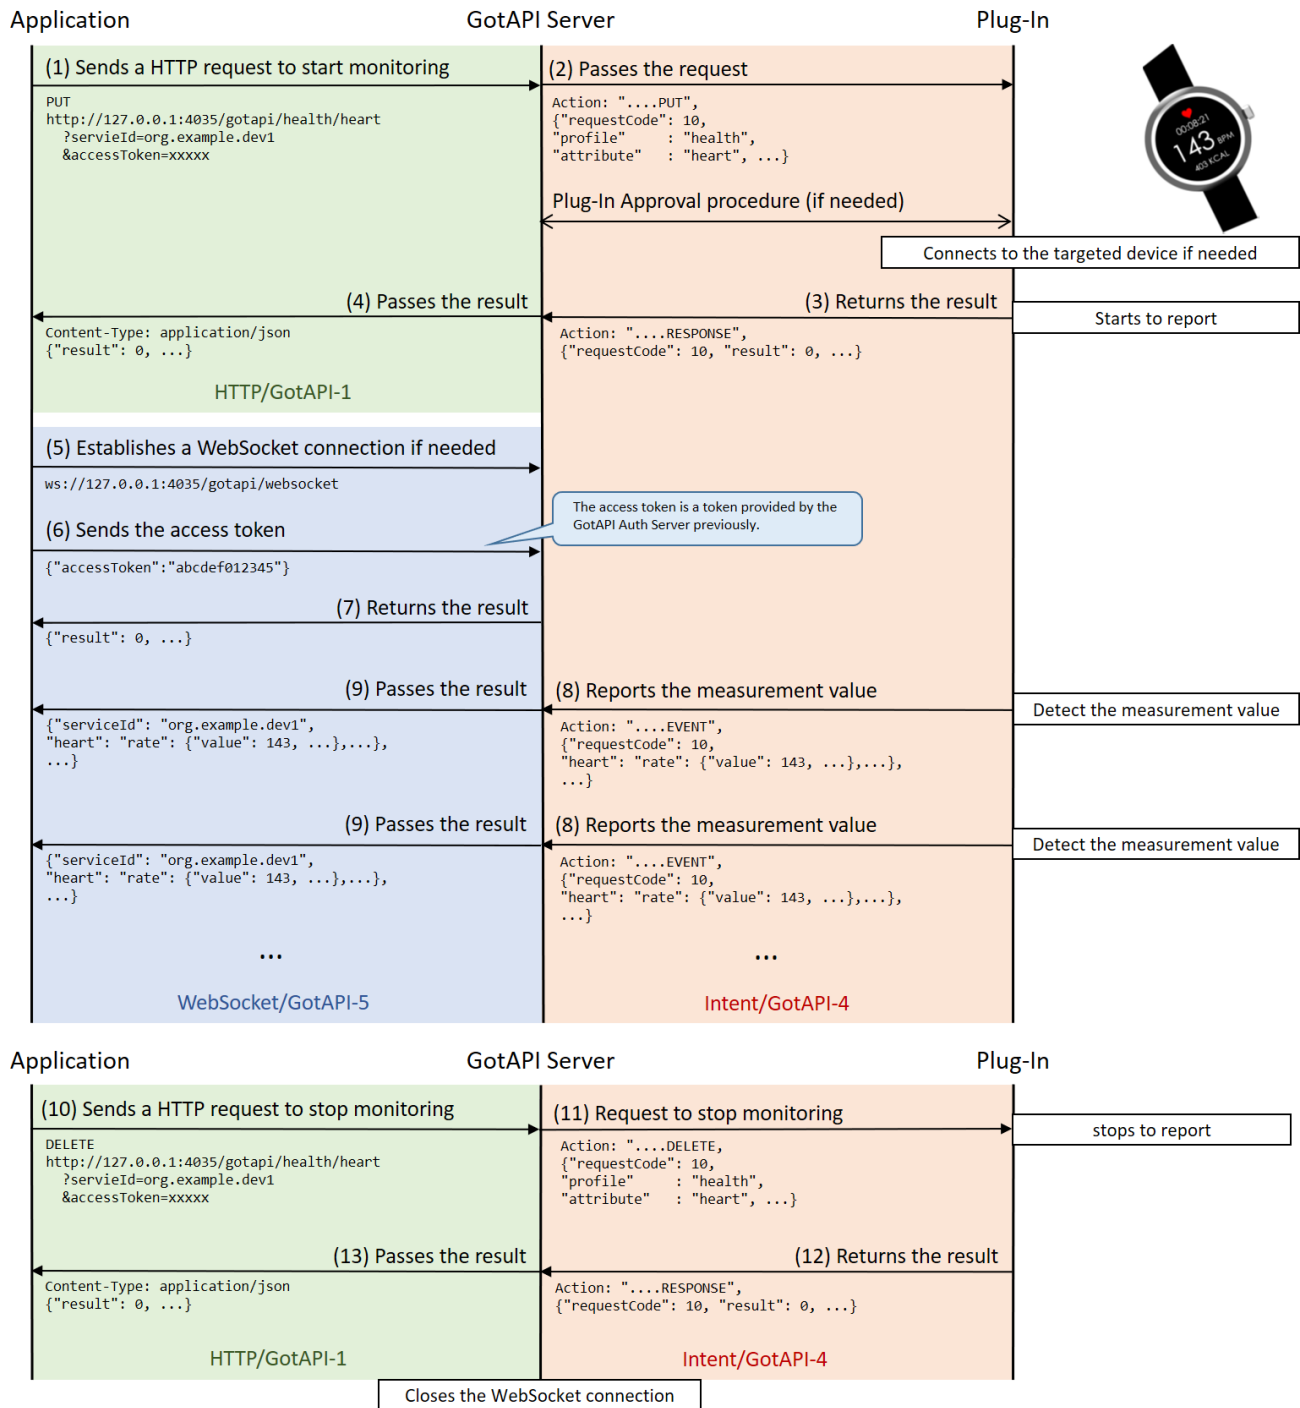 Application
GotAPI Server
Plug-In
(1) Sends a HTTP request to start monitoring
PUT
http://127.0.0.1:4035/gotapi/health/heart
?servieId=org.example.dev1
&accessToken=xxxxx
(2) Passes the request
Action: "....PUT",
{"requestCode": 10,
"profile" : "health",
"attribute" : "heart", ...}
00:08:21
143 BPM
403 KCAL
Plug-In Approval procedure (if needed)
Connects to the targeted device if needed
(4) Passes the result
Content-Type: application/json
{"result": 0, ...}
(3) Returns the result
Action: "....RESPONSE",
{"requestCode": 10, "result": 0, ...}
Starts to report
HTTP/GotAPI-1
(5) Establishes a WebSocket connection if needed
ws://127.0.0.1:4035/gotapi/websocket
The access token is a token provided by the
GotAPI Auth Server previously.
(6) Sends the access token
{"accessToken":"abcdef012345"}
(7) Returns the result
{"result": 0, ...}
(9) Passes the result
{"serviceId": "org.example.dev1",
"heart": "rate": {"value": 143, ...},...},
...}
(8) Reports the measurement value
Action: "....EVENT",
{"requestCode": 10,
"heart": "rate": {"value": 143, ...},...},
...}
Detect the measurement value
(9) Passes the result
{"serviceId": "org.example.dev1",
"heart": "rate": {"value": 143, ...},...},
...}
(8) Reports the measurement value
Action: "....EVENT",
{"requestCode": 10,
"heart": "rate": {"value": 143, ...},...},
...}
Detect the measurement value
...
...
WebSocket/GotAPI-5
Intent/GotAPI-4
Application
GotAPI Server
Plug-In
(10) Sends a HTTP request to stop monitoring
DELETE
http://127.0.0.1:4035/gotapi/health/heart
?servieId=org.example.dev1
&accessToken=xxxxx
(11) Request to stop monitoring
Action: "....DELETE,
{"requestCode": 10,
"profile" : "health",
"attribute" : "heart", ...}
stops to report
(13) Passes the result
Content-Type: application/json
{"result": 0, ...}
(12) Returns the result
Action: "....RESPONSE",
{"requestCode": 10, "result": 0, ...}
HTTP/GotAPI-1
Intent/GotAPI-4
Closes the WebSocket connection